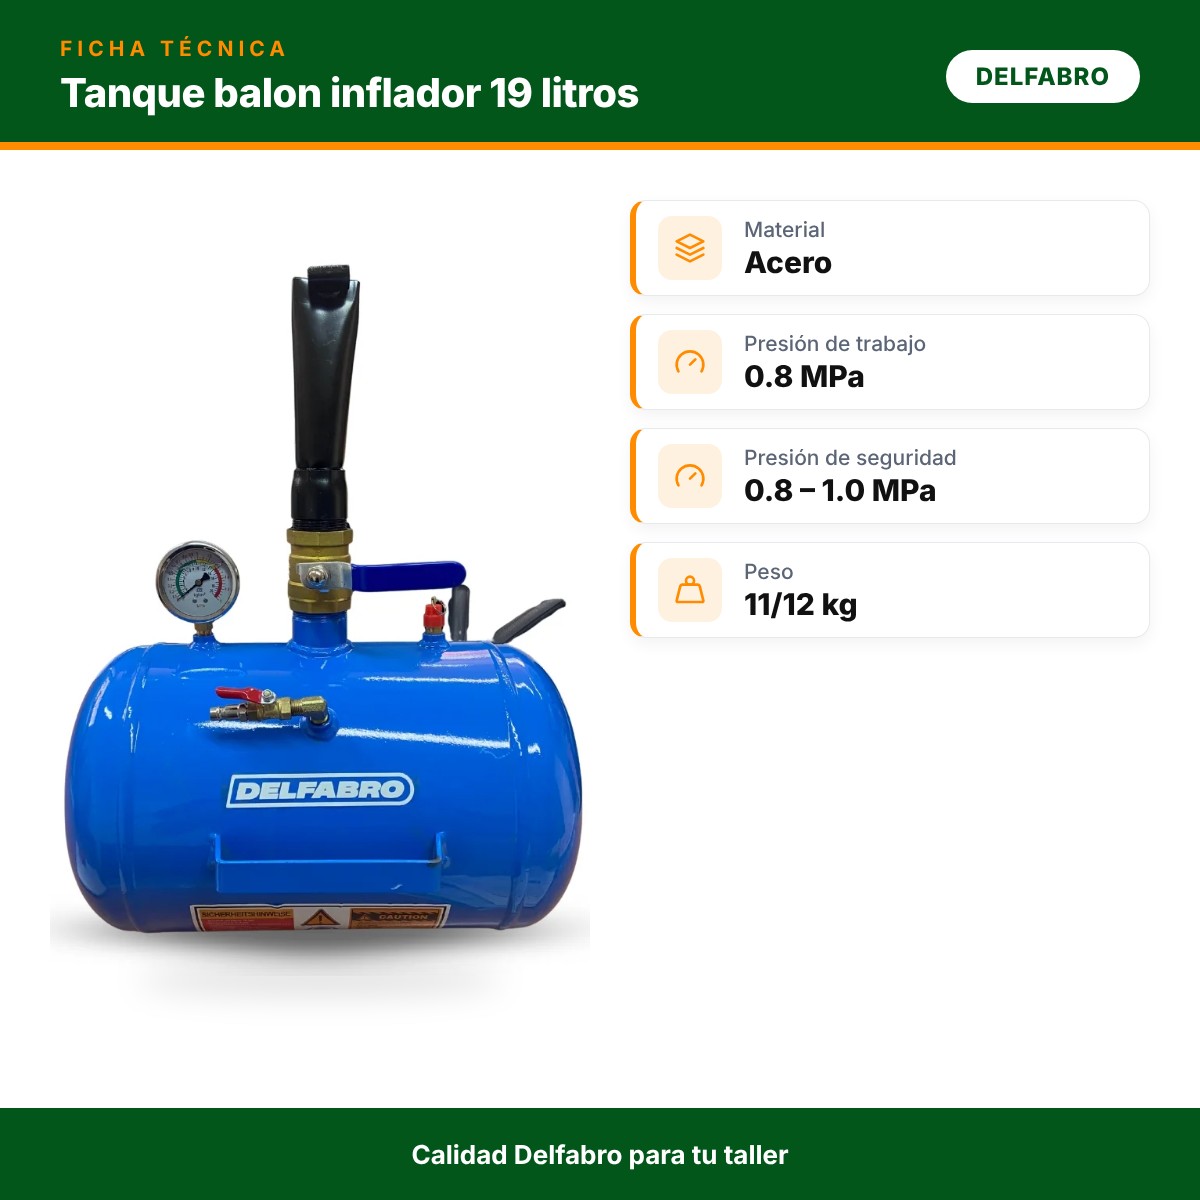 FICHA TÉCNICA
Tanque balon inflador 19 litros
DELFABRO
Material
Acero
Presión de trabajo
0.8 MPa
Presión de seguridad
0.8 – 1.0 MPa
Peso
11/12 kg
DELFABRO
CAUTION
Calidad Delfabro para tu taller